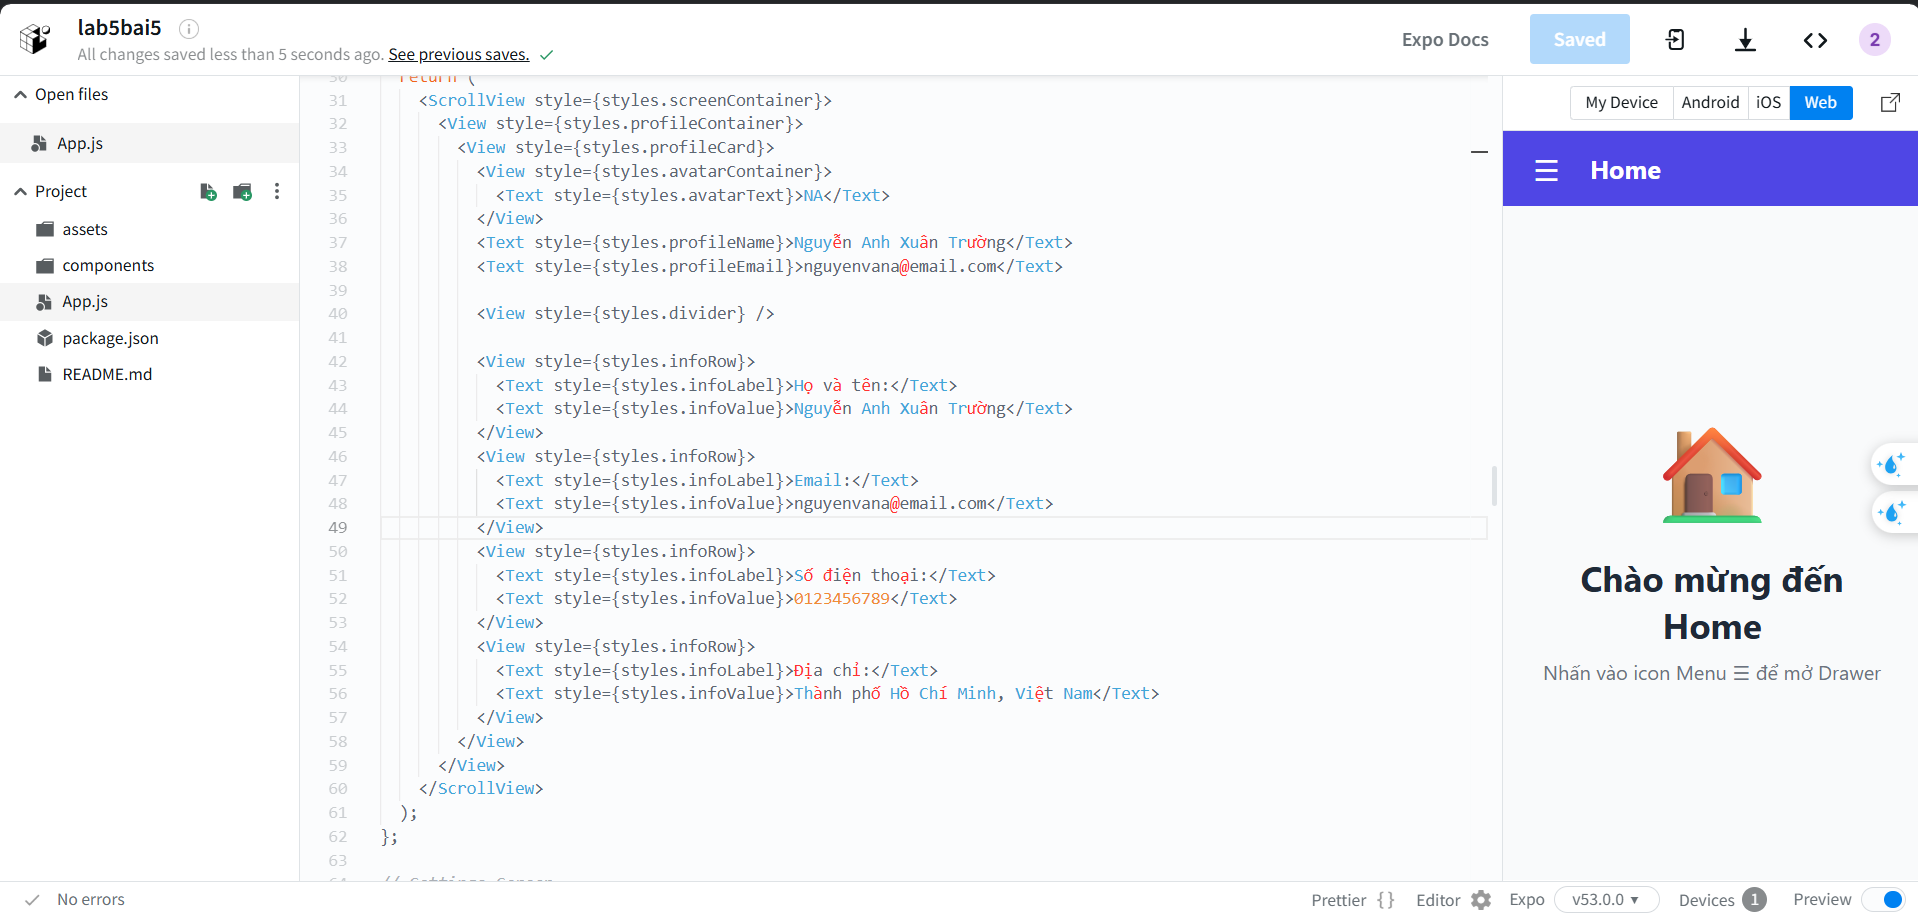 lab5bai5
All changes saved less than 5 seconds ago. See previous saves.
Expo Docs
Saved
2
Open files
App.js
Project
assets
components
App.js
package.json
README.md
30 return (
31 <ScrollView style={styles.screenContainer}>
32 <View style={styles.profileContainer}>
33 <View style={styles.profileCard}>
34 <View style={styles.avatarContainer}>
35 <Text style={styles.avatarText}>NA</Text>
36 </View>
37 <Text style={styles.profileName}>Nguyễn Anh Xuân Trường</Text>
38 <Text style={styles.profileEmail}>nguyenvana@email.com</Text>
39
40 <View style={styles.divider} />
41
42 <View style={styles.infoRow}>
43 <Text style={styles.infoLabel}>Họ và tên:</Text>
44 <Text style={styles.infoValue}>Nguyễn Anh Xuân Trường</Text>
45 </View>
46 <View style={styles.infoRow}>
47 <Text style={styles.infoLabel}>Email:</Text>
48 <Text style={styles.infoValue}>nguyenvana@email.com</Text>
49 </View>
50 <View style={styles.infoRow}>
51 <Text style={styles.infoLabel}>Số điện thoại:</Text>
52 <Text style={styles.infoValue}>0123456789</Text>
53 </View>
54 <View style={styles.infoRow}>
55 <Text style={styles.infoLabel}>Địa chỉ:</Text>
56 <Text style={styles.infoValue}>Thành phố Hồ Chí Minh, Việt Nam</Text>
57 </View>
58 </View>
59 </View>
60 </ScrollView>
61 );
62 };
63
My Device
Android
iOS
Web
☰ Home
Chào mừng đến
Home
Nhấn vào icon Menu ☰ để mở Drawer
No errors
Prettier {}
Editor
Expo
v53.0.0 ▾
Devices 1
Preview